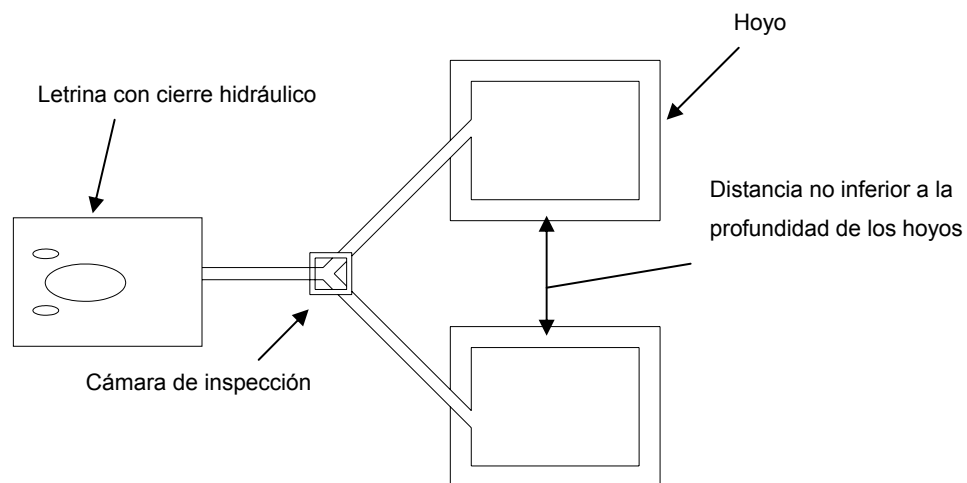 Hoyo
Letrina con cierre hidráulico
Distancia no inferior a la
profundidad de los hoyos
Cámara de inspección